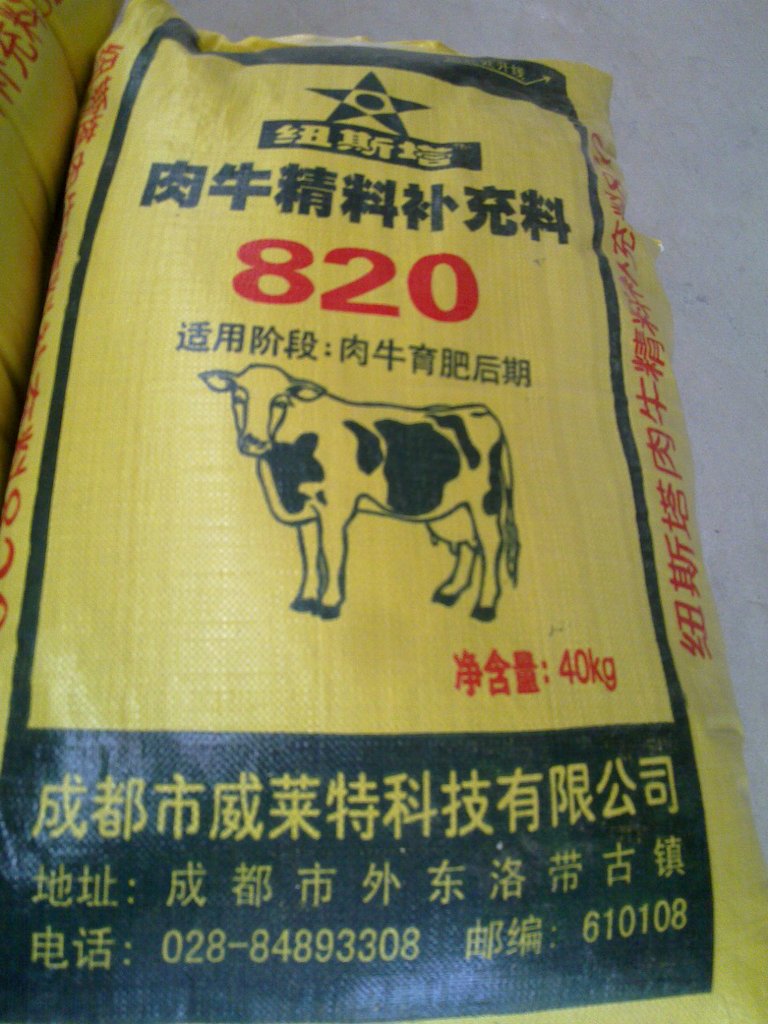 纽斯塔
肉牛精料补充料
820
适用阶段:肉牛育肥后期
净含量:40kg
成都市威莱特科技有限公司
地址:成都市外东洛带古镇
电话:028-84893308 邮编:610108
纽斯塔肉牛精料补充料